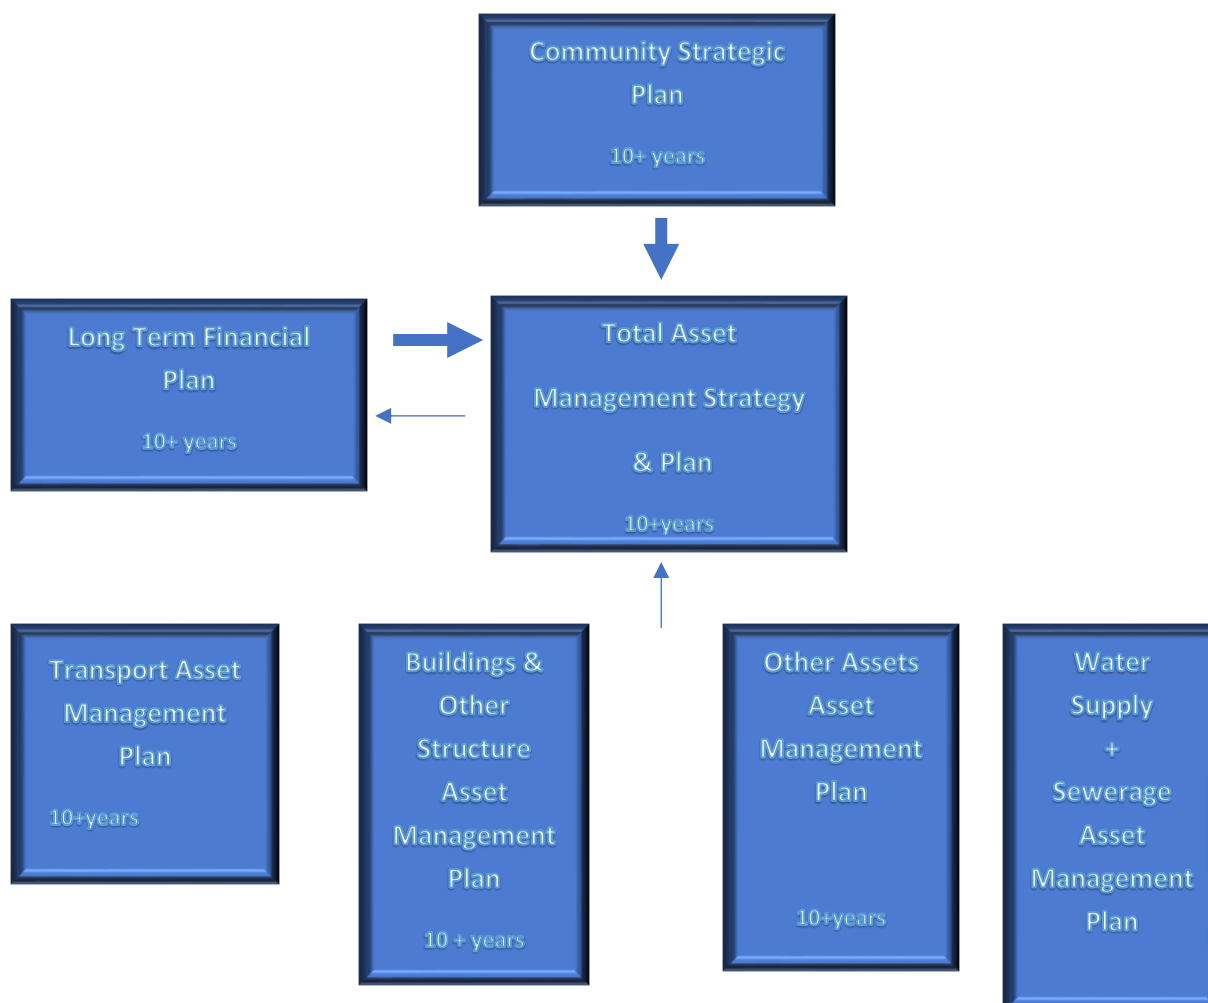 Community Strategic
Plan
10+ years
Long Term Financial
Plan
10+ years
Total Asset
Management Strategy
& Plan
10+years
Transport Asset
Management
Plan
10+years
Buildings &
Other
Structure
Asset
Management
Plan
10 + years
Other Assets
Asset
Management
Plan
10+years
Water
Supply
+
Sewerage
Asset
Management
Plan